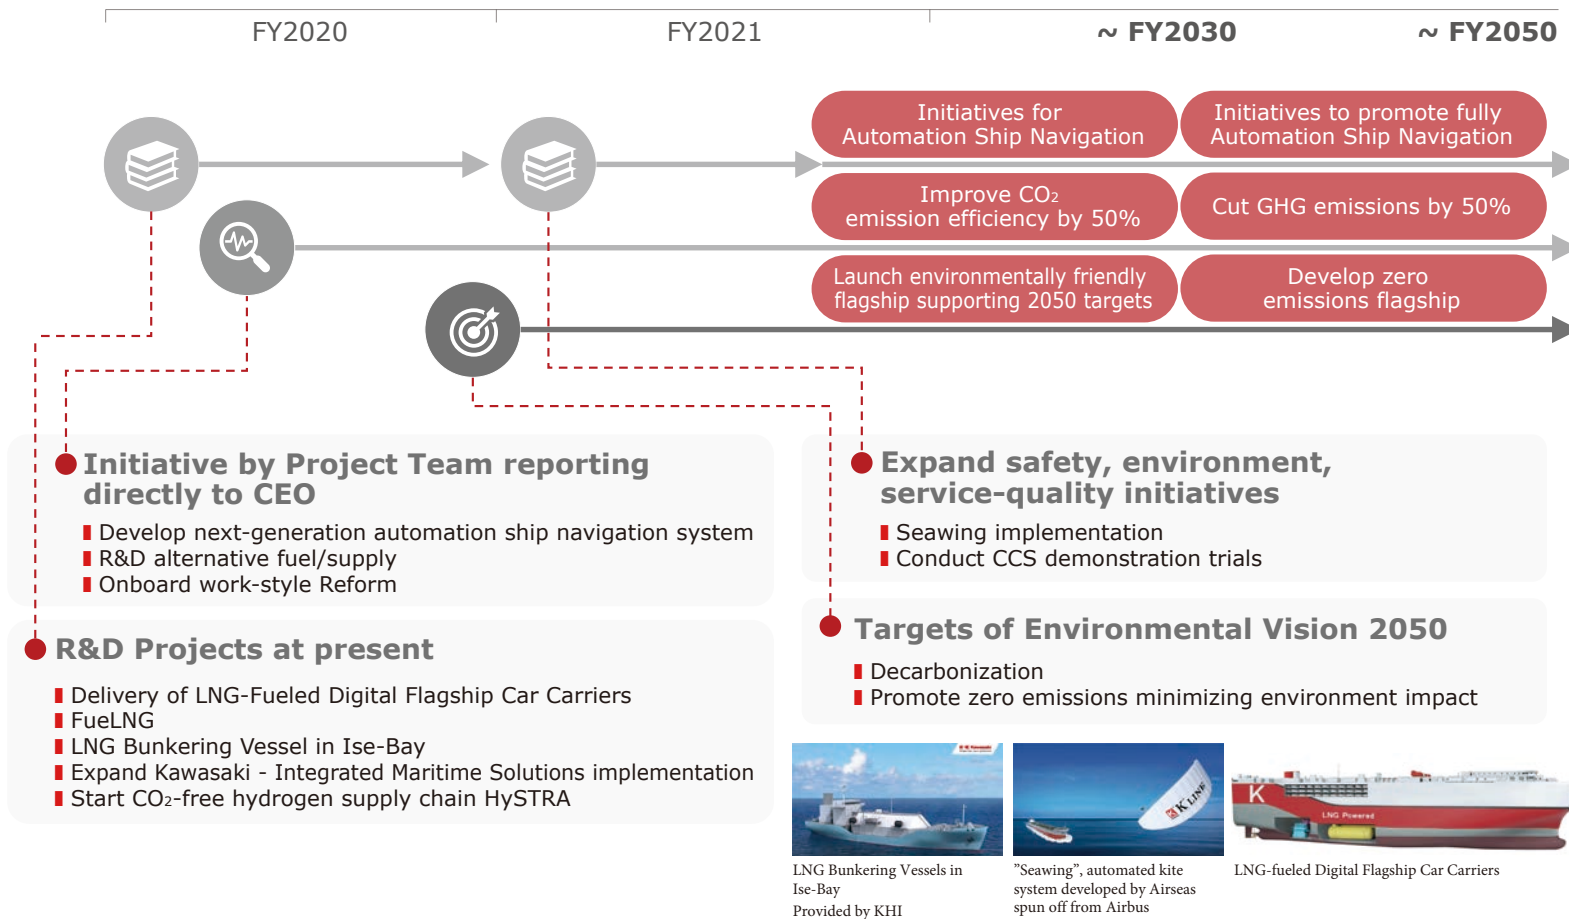 FY2020
FY2021
~ FY2030
~ FY2050
Initiatives for
Automation Ship Navigation
Initiatives to promote fully
Automation Ship Navigation
Improve CO₂
emission efficiency by 50%
Cut GHG emissions by 50%
Launch environmentally friendly
flagship supporting 2050 targets
Develop zero
emissions flagship
Initiative by Project Team reporting
directly to CEO
Develop next-generation automation ship navigation system
R&D alternative fuel/supply
Onboard work-style Reform
R&D Projects at present
Delivery of LNG-Fueled Digital Flagship Car Carriers
FueLNG
LNG Bunkering Vessel in Ise-Bay
Expand Kawasaki - Integrated Maritime Solutions implementation
Start CO₂-free hydrogen supply chain HySTRA
Expand safety, environment,
service-quality initiatives
Seawing implementation
Conduct CCS demonstration trials
Targets of Environmental Vision 2050
Decarbonization
Promote zero emissions minimizing environment impact
K LINE
K
LNG Powered
LNG Bunkering Vessels in
Ise-Bay
Provided by KHI
”Seawing”, automated kite
system developed by Airseas
spun off from Airbus
LNG-fueled Digital Flagship Car Carriers